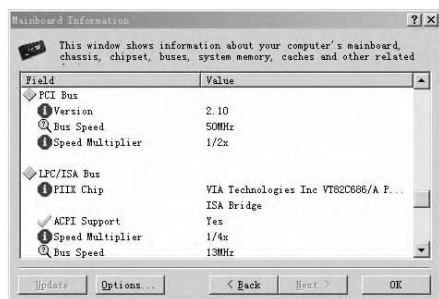 Mainboard Information
This window shows information about your computer's mainboard,
chassis, chipset, buses, system memory, caches and other related
Field Value
PCI Bus
Version 2.10
Bus Speed 50MHz
Speed Multiplier 1/2x
LPC/ISA Bus
PIIX Chip VIA Technologies Inc VT82C686/A P...
ISA Bridge
ACPI Support Yes
Speed Multiplier 1/4x
Bus Speed 13MHz
Update Options... < Back Next > OK